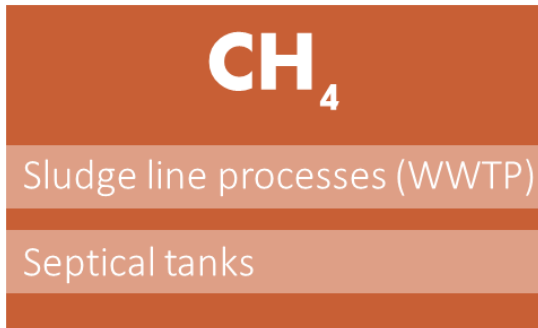 CH₄
Sludge line processes (WWTP)
Septical tanks